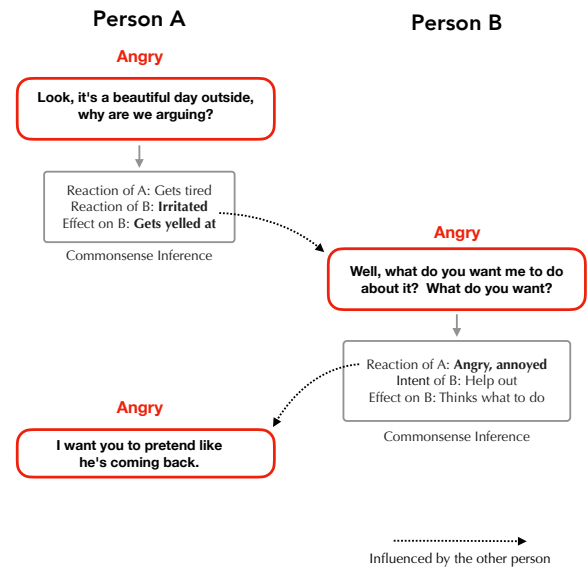 Person A
Person B
Angry
Look, it's a beautiful day outside,
why are we arguing?
Reaction of A: Gets tired
Reaction of B: Irritated
Effect on B: Gets yelled at
Commonsense Inference
Angry
Well, what do you want me to do
about it? What do you want?
Reaction of A: Angry, annoyed
Intent of B: Help out
Effect on B: Thinks what to do
Commonsense Inference
Angry
I want you to pretend like
he's coming back.
Influenced by the other person